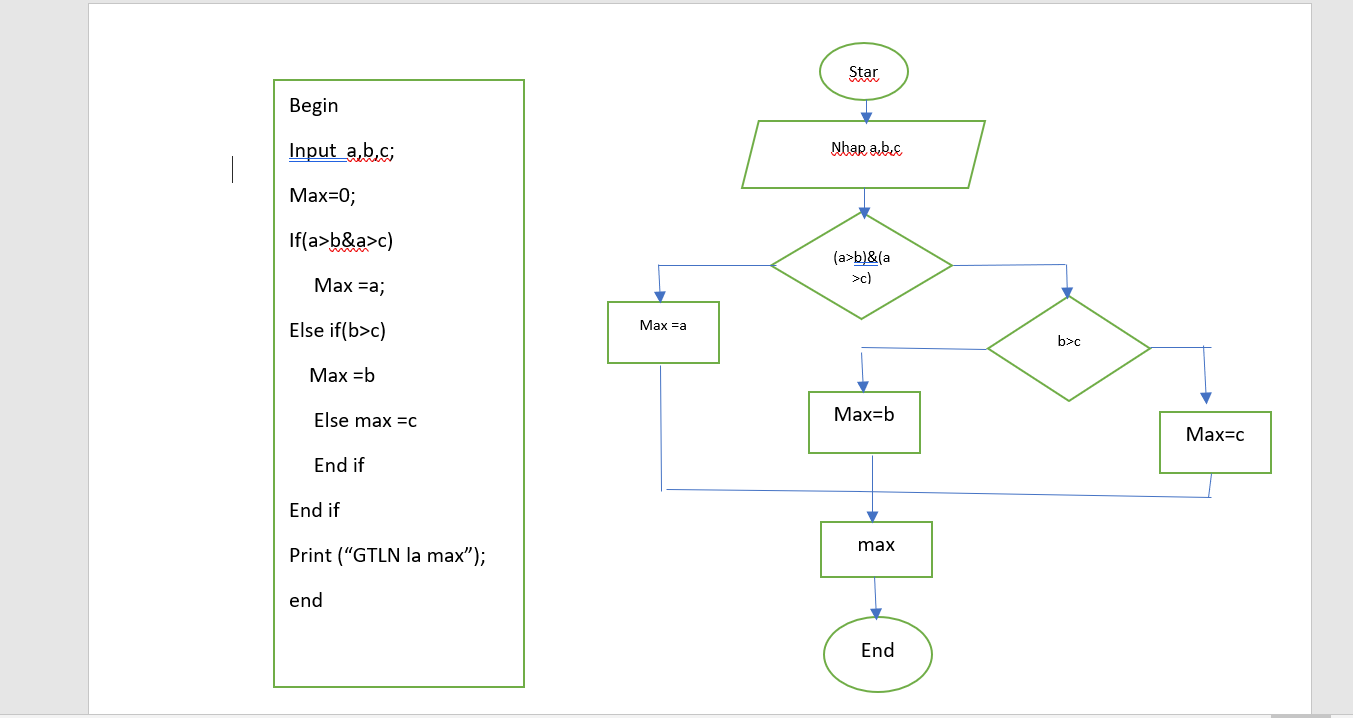 Begin
Input  a,b,c;
Max=0;
If(a>b&a>c)
Max =a;
Else if(b>c)
Max =b
Else max =c
End if
End if
Print (“GTLN la max”);
end
Star
Nhap a,b,c
(a>b)&(a
>c)
Max =a
b>c
Max=b
Max=c
max
End